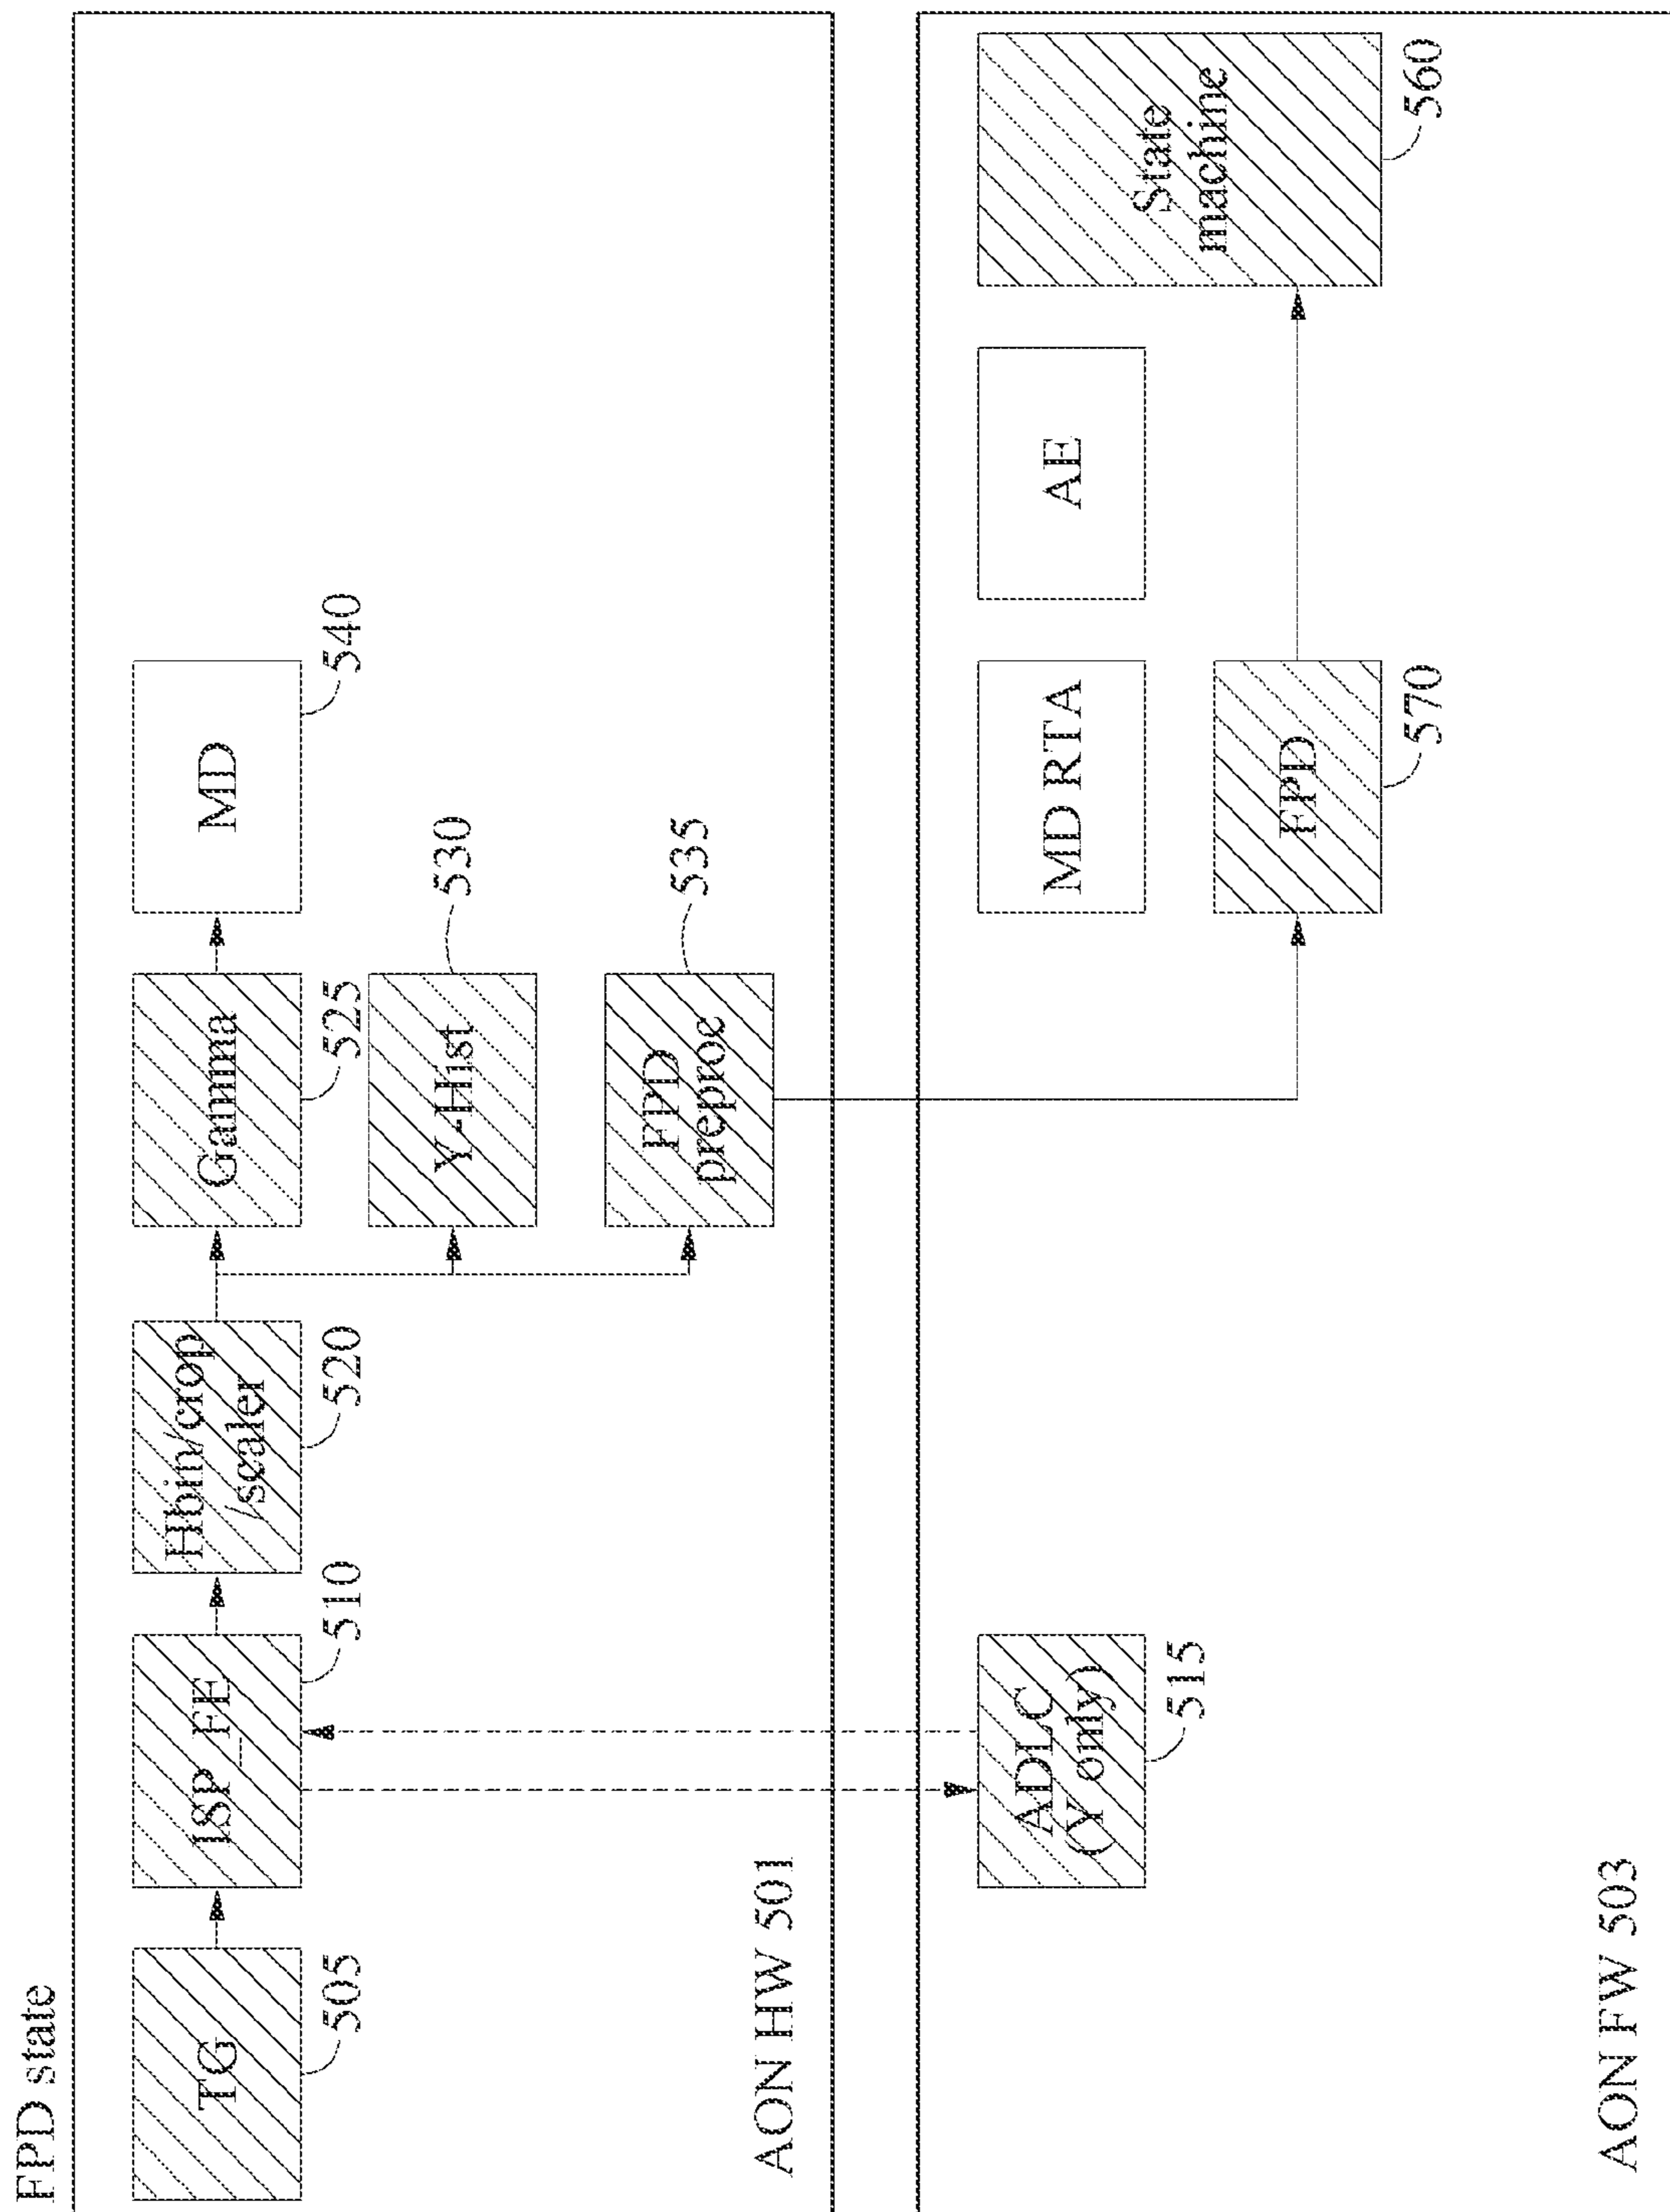 FPD state
TG
505
ISP_FE
510
Hbin/crop
/scaler
520
Gamma
525
MD
540
Y-Hist
530
FPD
preproc
535
AON HW 501
ADLC
(Y only)
515
MD RTA
AE
State
machine
560
FPD
570
AON FW 503